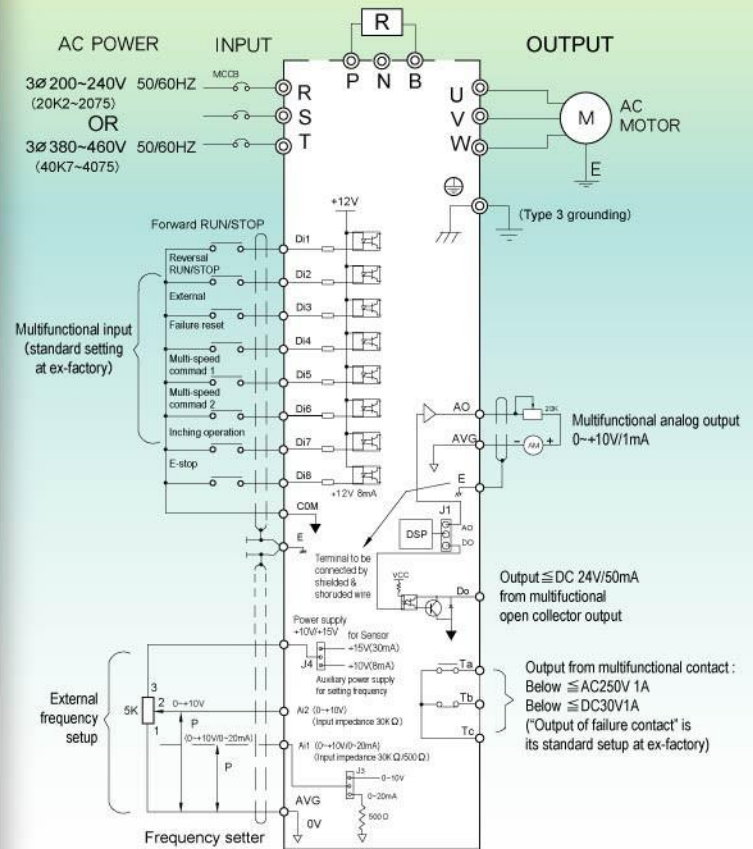 R
AC POWER
INPUT
OUTPUT
P N B
MCCB
3ø 200~240V 50/60HZ
(20K2~2075)
OR
3ø 380~460V 50/60HZ
(40K7~4075)
R
S
T
U
V
W
M
AC
MOTOR
E
(Type 3 grounding)
+12V
Forward RUN/STOP
Di1
Reversal
RUN/STOP
Di2
External
Di3
Failure reset
Di4
Multi-speed
commad 1
Di5
Multi-speed
commad 2
Di6
Inching operation
Di7
E-stop
Di8
+12V 8mA
COM
E
Multifunctional input
(standard setting
at ex-factory)
Terminal to be
connected by
shielded &
shoruded wire
AO
20K
AVG
- AM +
E
Multifunctional analog output
0~+10V/1mA
J1
DSP
AO
DO
VCC
Do
Output≦DC 24V/50mA
from multifuctional
open collector output
Power supply
+10V/+15V
for Sensor
+15V(30mA)
J4
+10V(8mA)
Auxiliary power supply
for setting frequency
Ta
Tb
Tc
Output from multifunctional contact :
Below ≦AC250V 1A
Below ≦DC30V1A
("Output of failure contact" is
its standard setup at ex-factory)
External
frequency
setup
3
5K
2
1
0~+10V
P
(0~+10V/0~20mA)
P
Ai2 (0~+10V)
(Input impedance 30KΩ)
Ai1 (0~+10V/0~20mA)
(Input impedance 30KΩ/500Ω)
J3
0~10V
0~20mA
500Ω
AVG
0V
Frequency setter